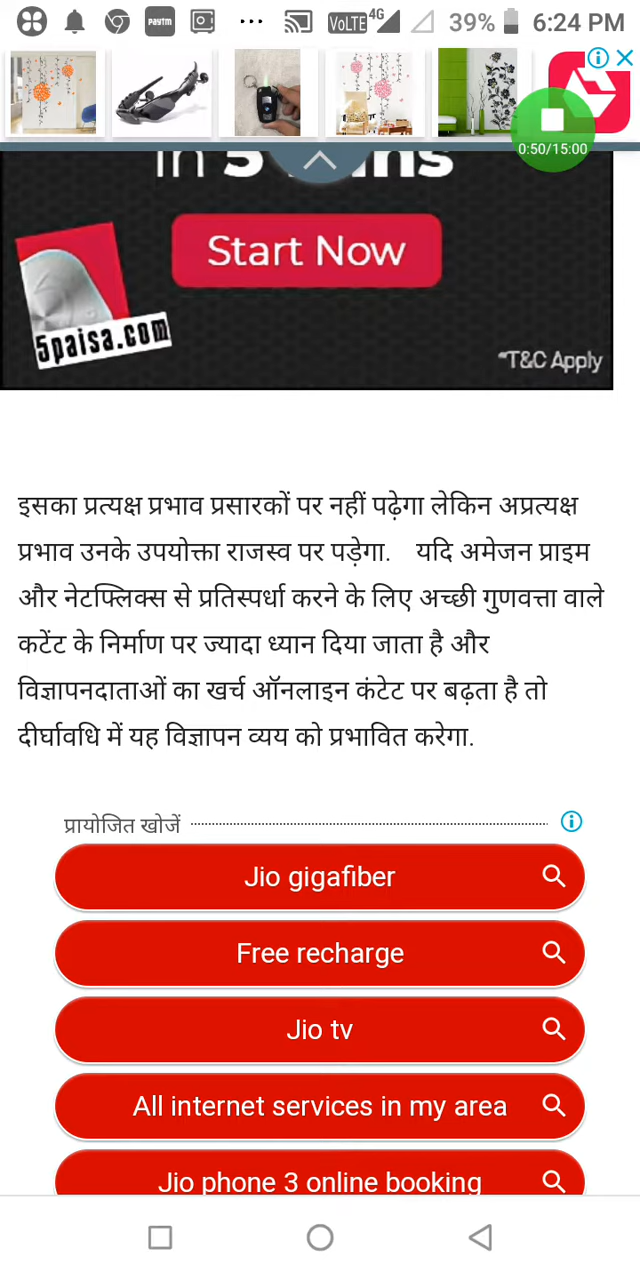 paytm
VoLTE 4G 39% 6:24 PM
0:50/15:00
Start Now
5paisa.com
*T&C Apply
इसका प्रत्यक्ष प्रभाव प्रसारकों पर नहीं पढ़ेगा लेकिन अप्रत्यक्ष
प्रभाव उनके उपयोक्ता राजस्व पर पड़ेगा. यदि अमेजन प्राइम
और नेटफ्लिक्स से प्रतिस्पर्धा करने के लिए अच्छी गुणवत्ता वाले
कटेंट के निर्माण पर ज्यादा ध्यान दिया जाता है और
विज्ञापनदाताओं का खर्च ऑनलाइन कंटेट पर बढ़ता है तो
दीर्घावधि में यह विज्ञापन व्यय को प्रभावित करेगा.
प्रायोजित खोजें
Jio gigafiber
Free recharge
Jio tv
All internet services in my area
Jio phone 3 online booking